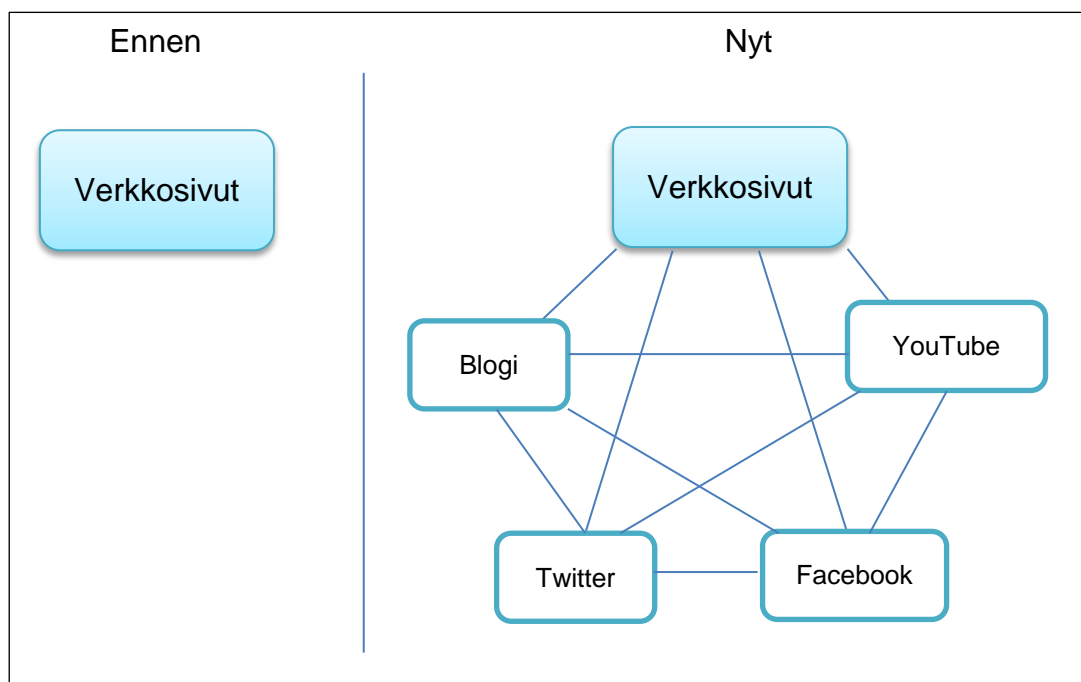 Ennen
Nyt
Verkkosivut
Verkkosivut
Blogi
YouTube
Twitter
Facebook